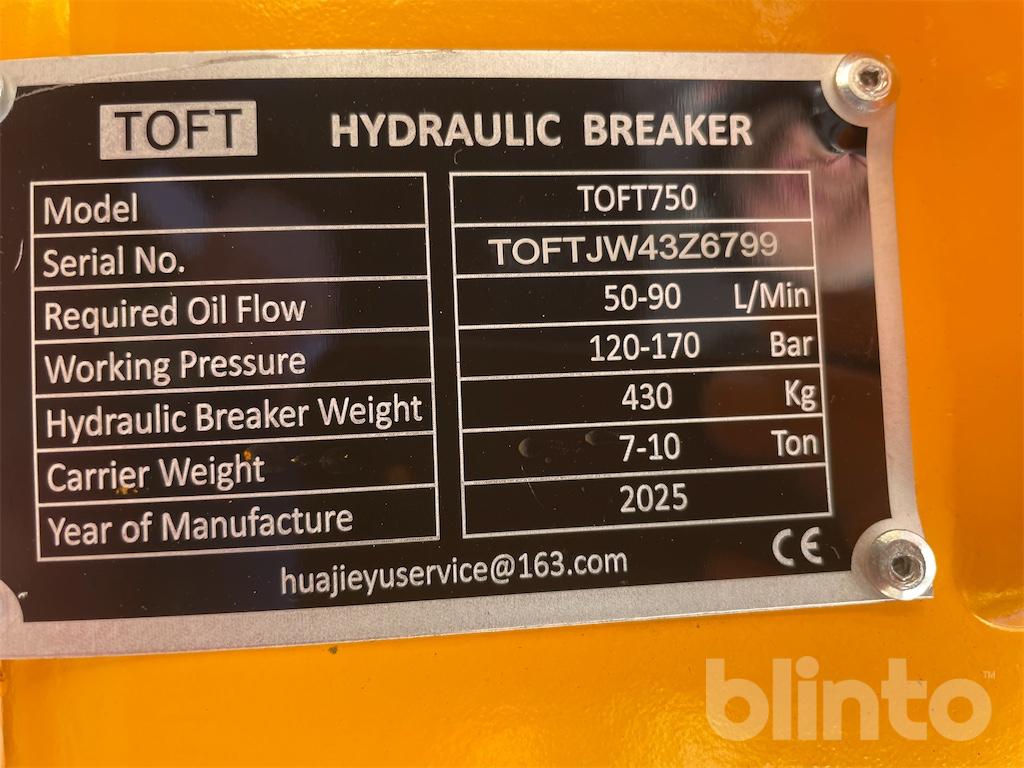 TOFT HYDRAULIC BREAKER
Model TOFT750
Serial No. TOFTJW43Z6799
Required Oil Flow 50-90 L/Min
Working Pressure 120-170 Bar
Hydraulic Breaker Weight 430 Kg
Carrier Weight 7-10 Ton
Year of Manufacture 2025
huajieyuservice@163.com CE
blinto™